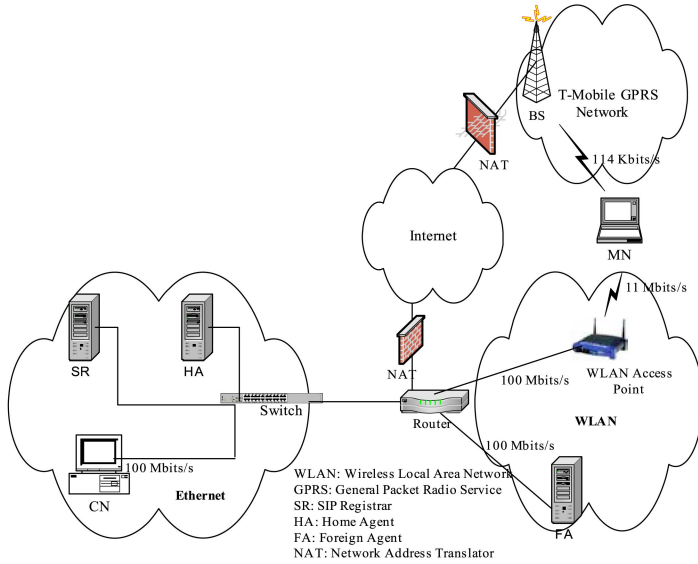 T-Mobile GPRS
Network
BS
NAT
114 Kbits/s
Internet
MN
11 Mbits/s
SR
HA
NAT
100 Mbits/s
WLAN Access
Point
Switch
Router
WLAN
100 Mbits/s
100 Mbits/s
Ethernet
CN
FA
WLAN: Wireless Local Area Network
GPRS: General Packet Radio Service
SR: SIP Registrar
HA: Home Agent
FA: Foreign Agent
NAT: Network Address Translator